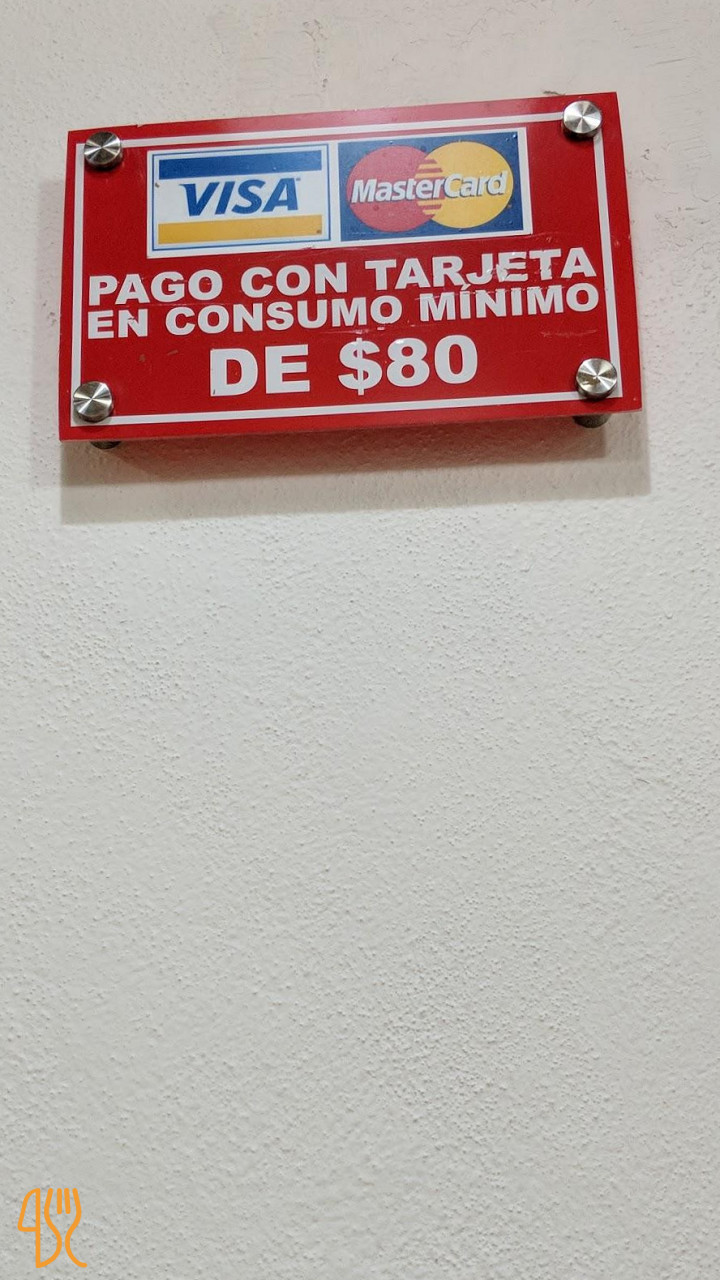 VISA MasterCard
PAGO CON TARJETA
EN CONSUMO MÍNIMO
DE $80